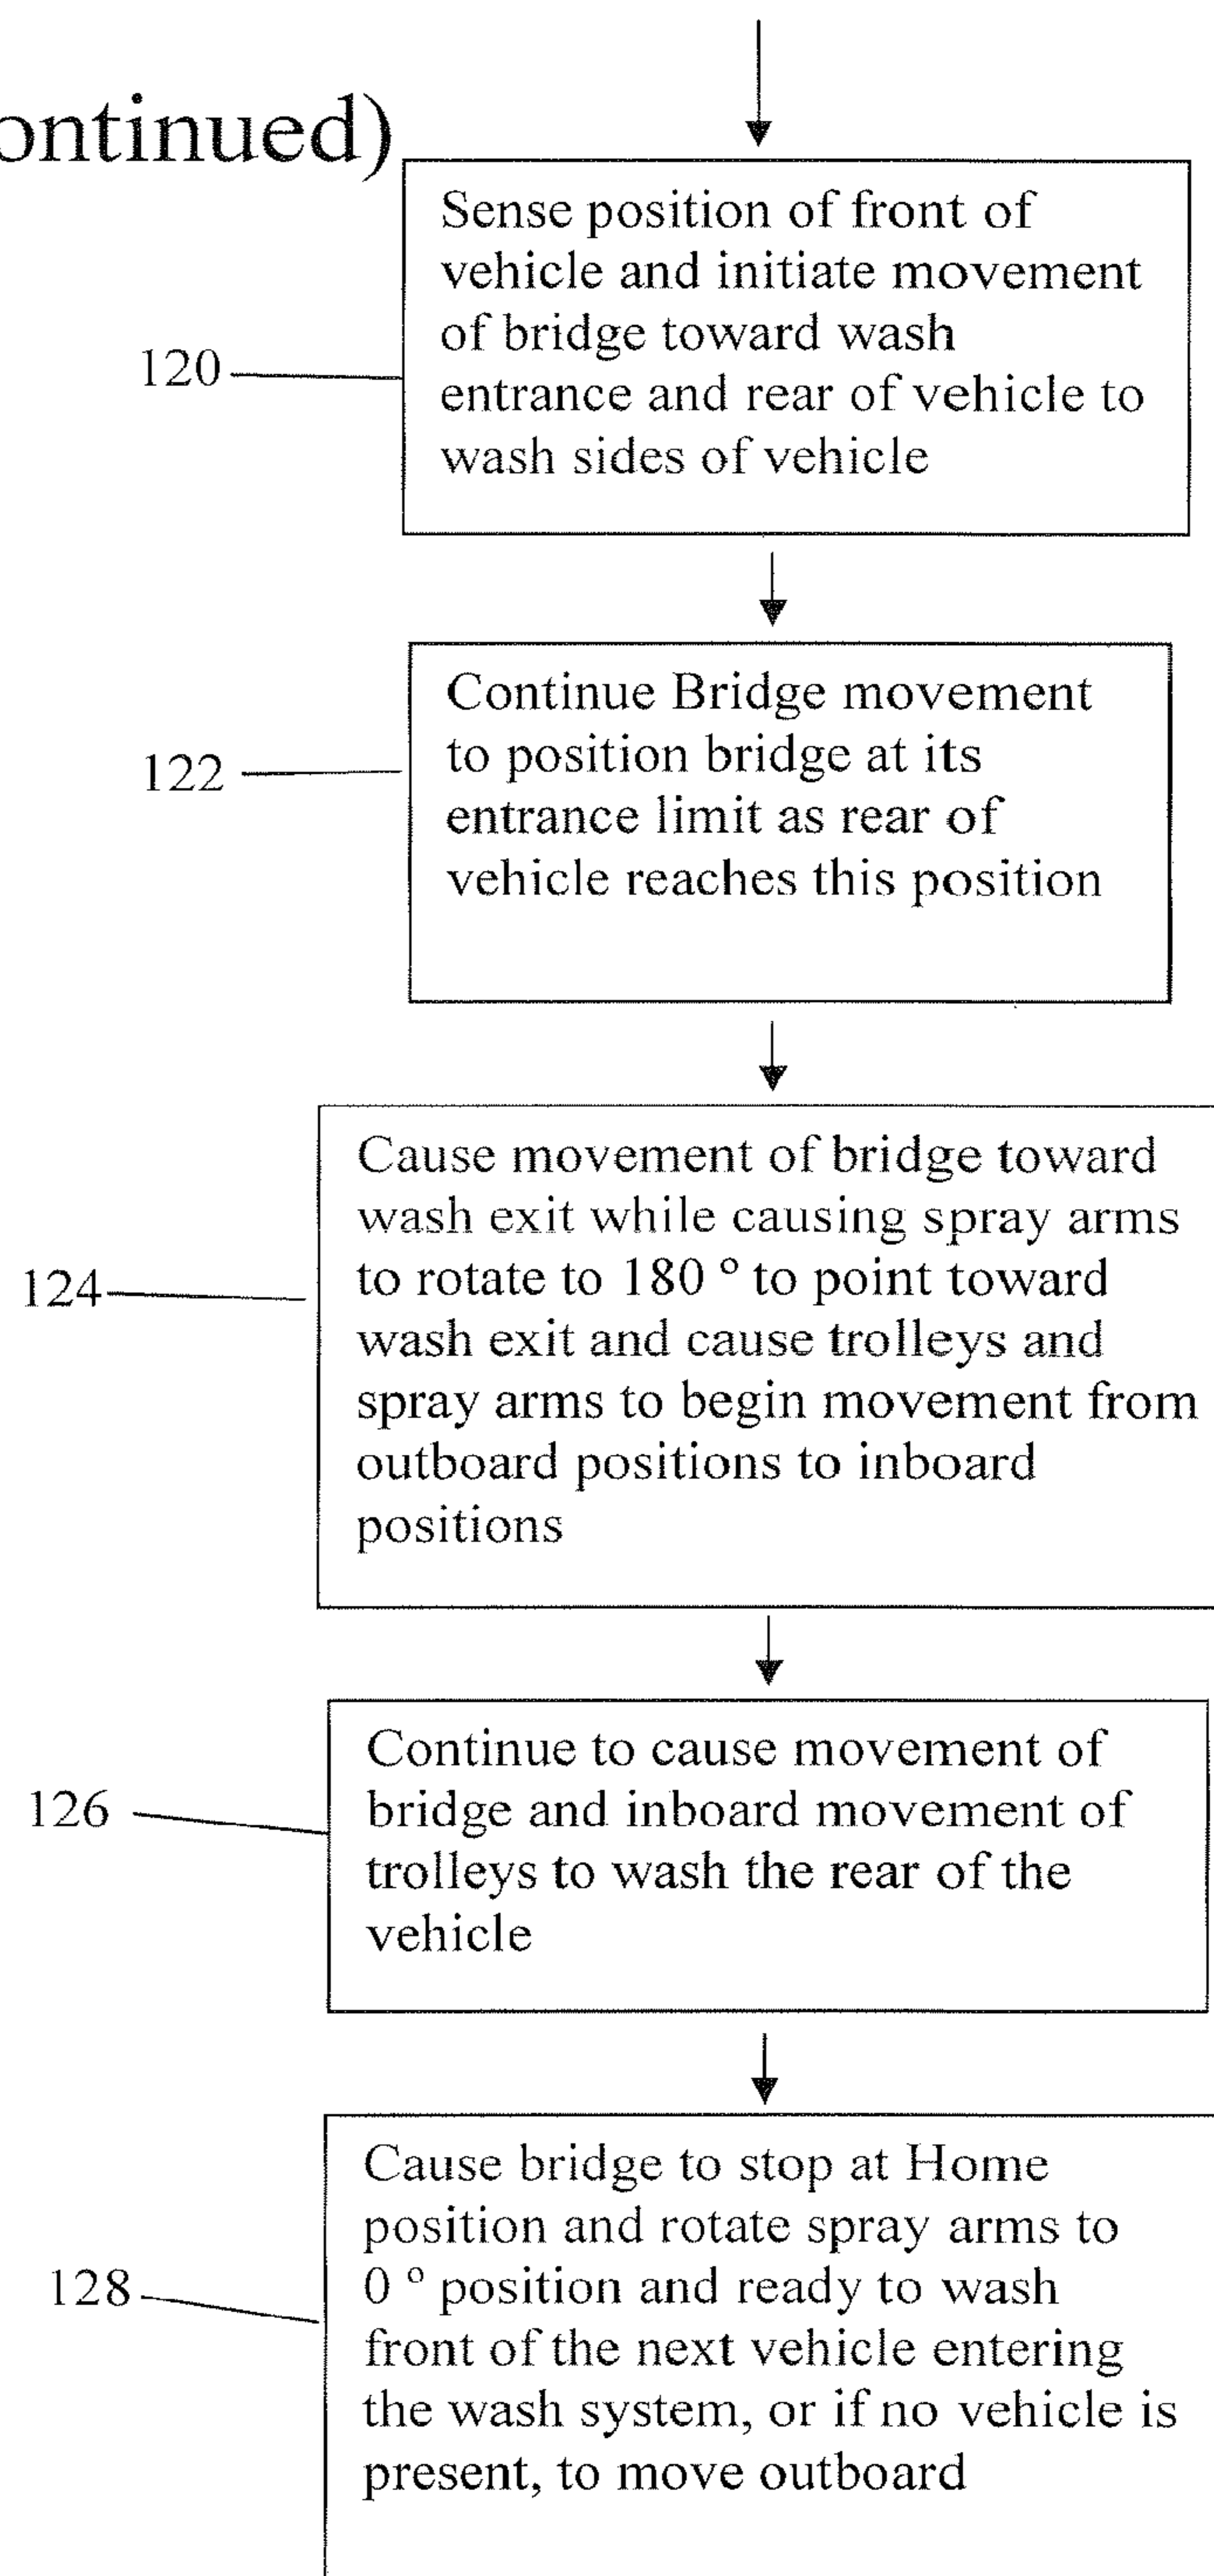 ontinued)
Sense position of front of
vehicle and initiate movement
of bridge toward wash
entrance and rear of vehicle to
wash sides of vehicle
120
Continue Bridge movement
to position bridge at its
entrance limit as rear of
vehicle reaches this position
122
Cause movement of bridge toward
wash exit while causing spray arms
to rotate to 180 ° to point toward
wash exit and cause trolleys and
spray arms to begin movement from
outboard positions to inboard
positions
124
Continue to cause movement of
bridge and inboard movement of
trolleys to wash the rear of the
vehicle
126
Cause bridge to stop at Home
position and rotate spray arms to
0 ° position and ready to wash
front of the next vehicle entering
the wash system, or if no vehicle is
present, to move outboard
128